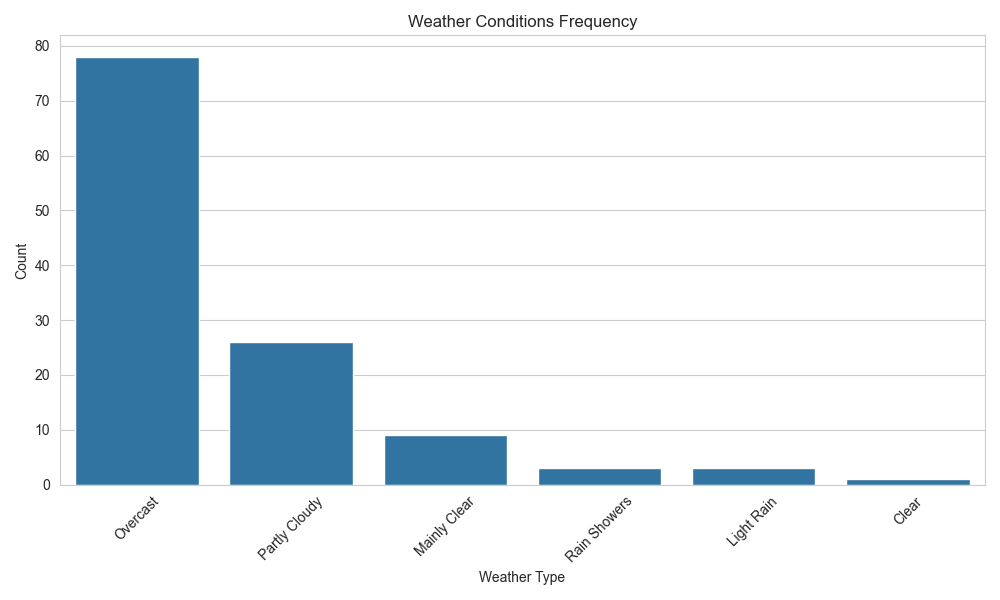 Weather Conditions Frequency
80
70
60
50
40
30
20
10
0
Count
Overcast
Partly Cloudy
Mainly Clear
Rain Showers
Light Rain
Clear
Weather Type